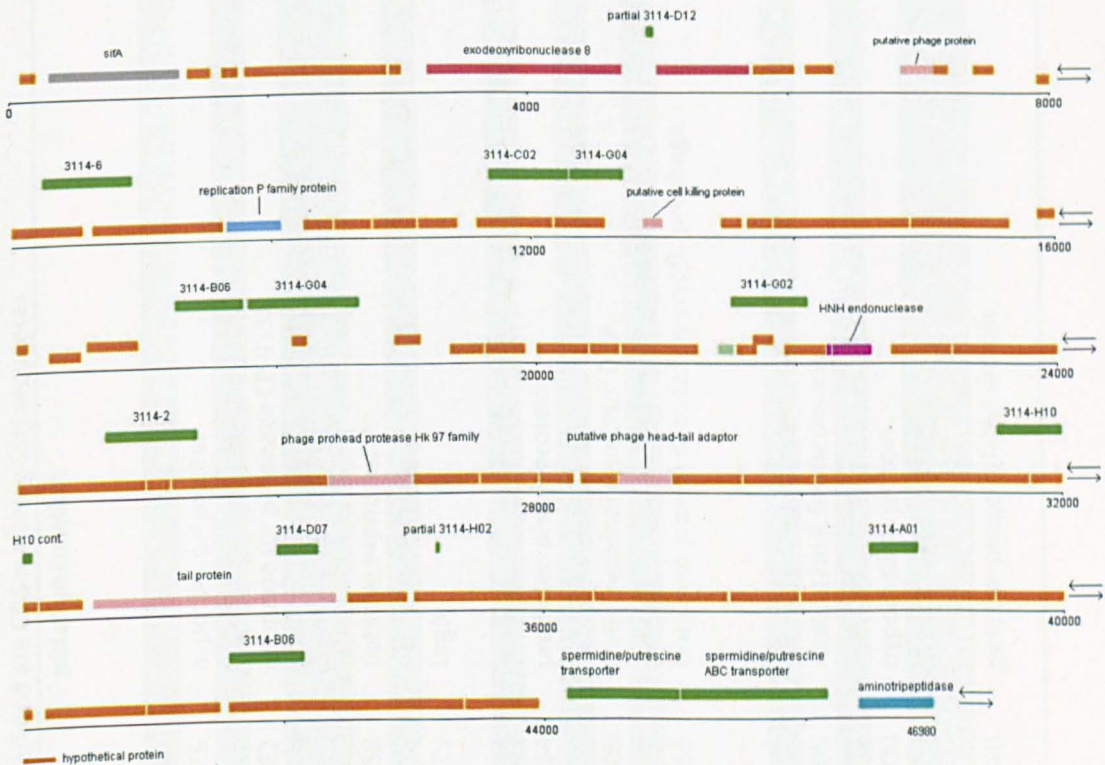 partial 3114-D12
sifA
exodeoxyribonuclease 8
putative phage protein
0
4000
8000
3114-6
3114-C02
3114-G04
replication P family protein
putative cell killing protein
12000
16000
3114-B06
3114-G04
3114-G02
HNH endonuclease
20000
24000
3114-2
3114-H10
phage prohead protease Hk 97 family
putative phage head-tail adaptor
28000
32000
H10 cont.
3114-D07
partial 3114-H02
3114-A01
tail protein
36000
40000
3114-B06
spermidine/putrescine
transporter
spermidine/putrescine
ABC transporter
aminotripeptidase
44000
46980
hypothetical protein